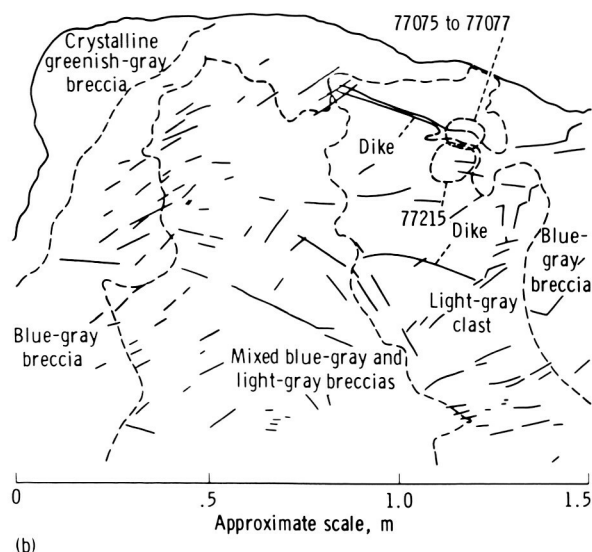 77075 to 77077
Crystalline
greenish-gray
breccia
Dike
77215
Dike
Blue-
gray
breccia
Light-gray
clast
Blue-gray
breccia
Mixed blue-gray and
light-gray breccias
0 .5 1.0 1.5
Approximate scale, m
(b)